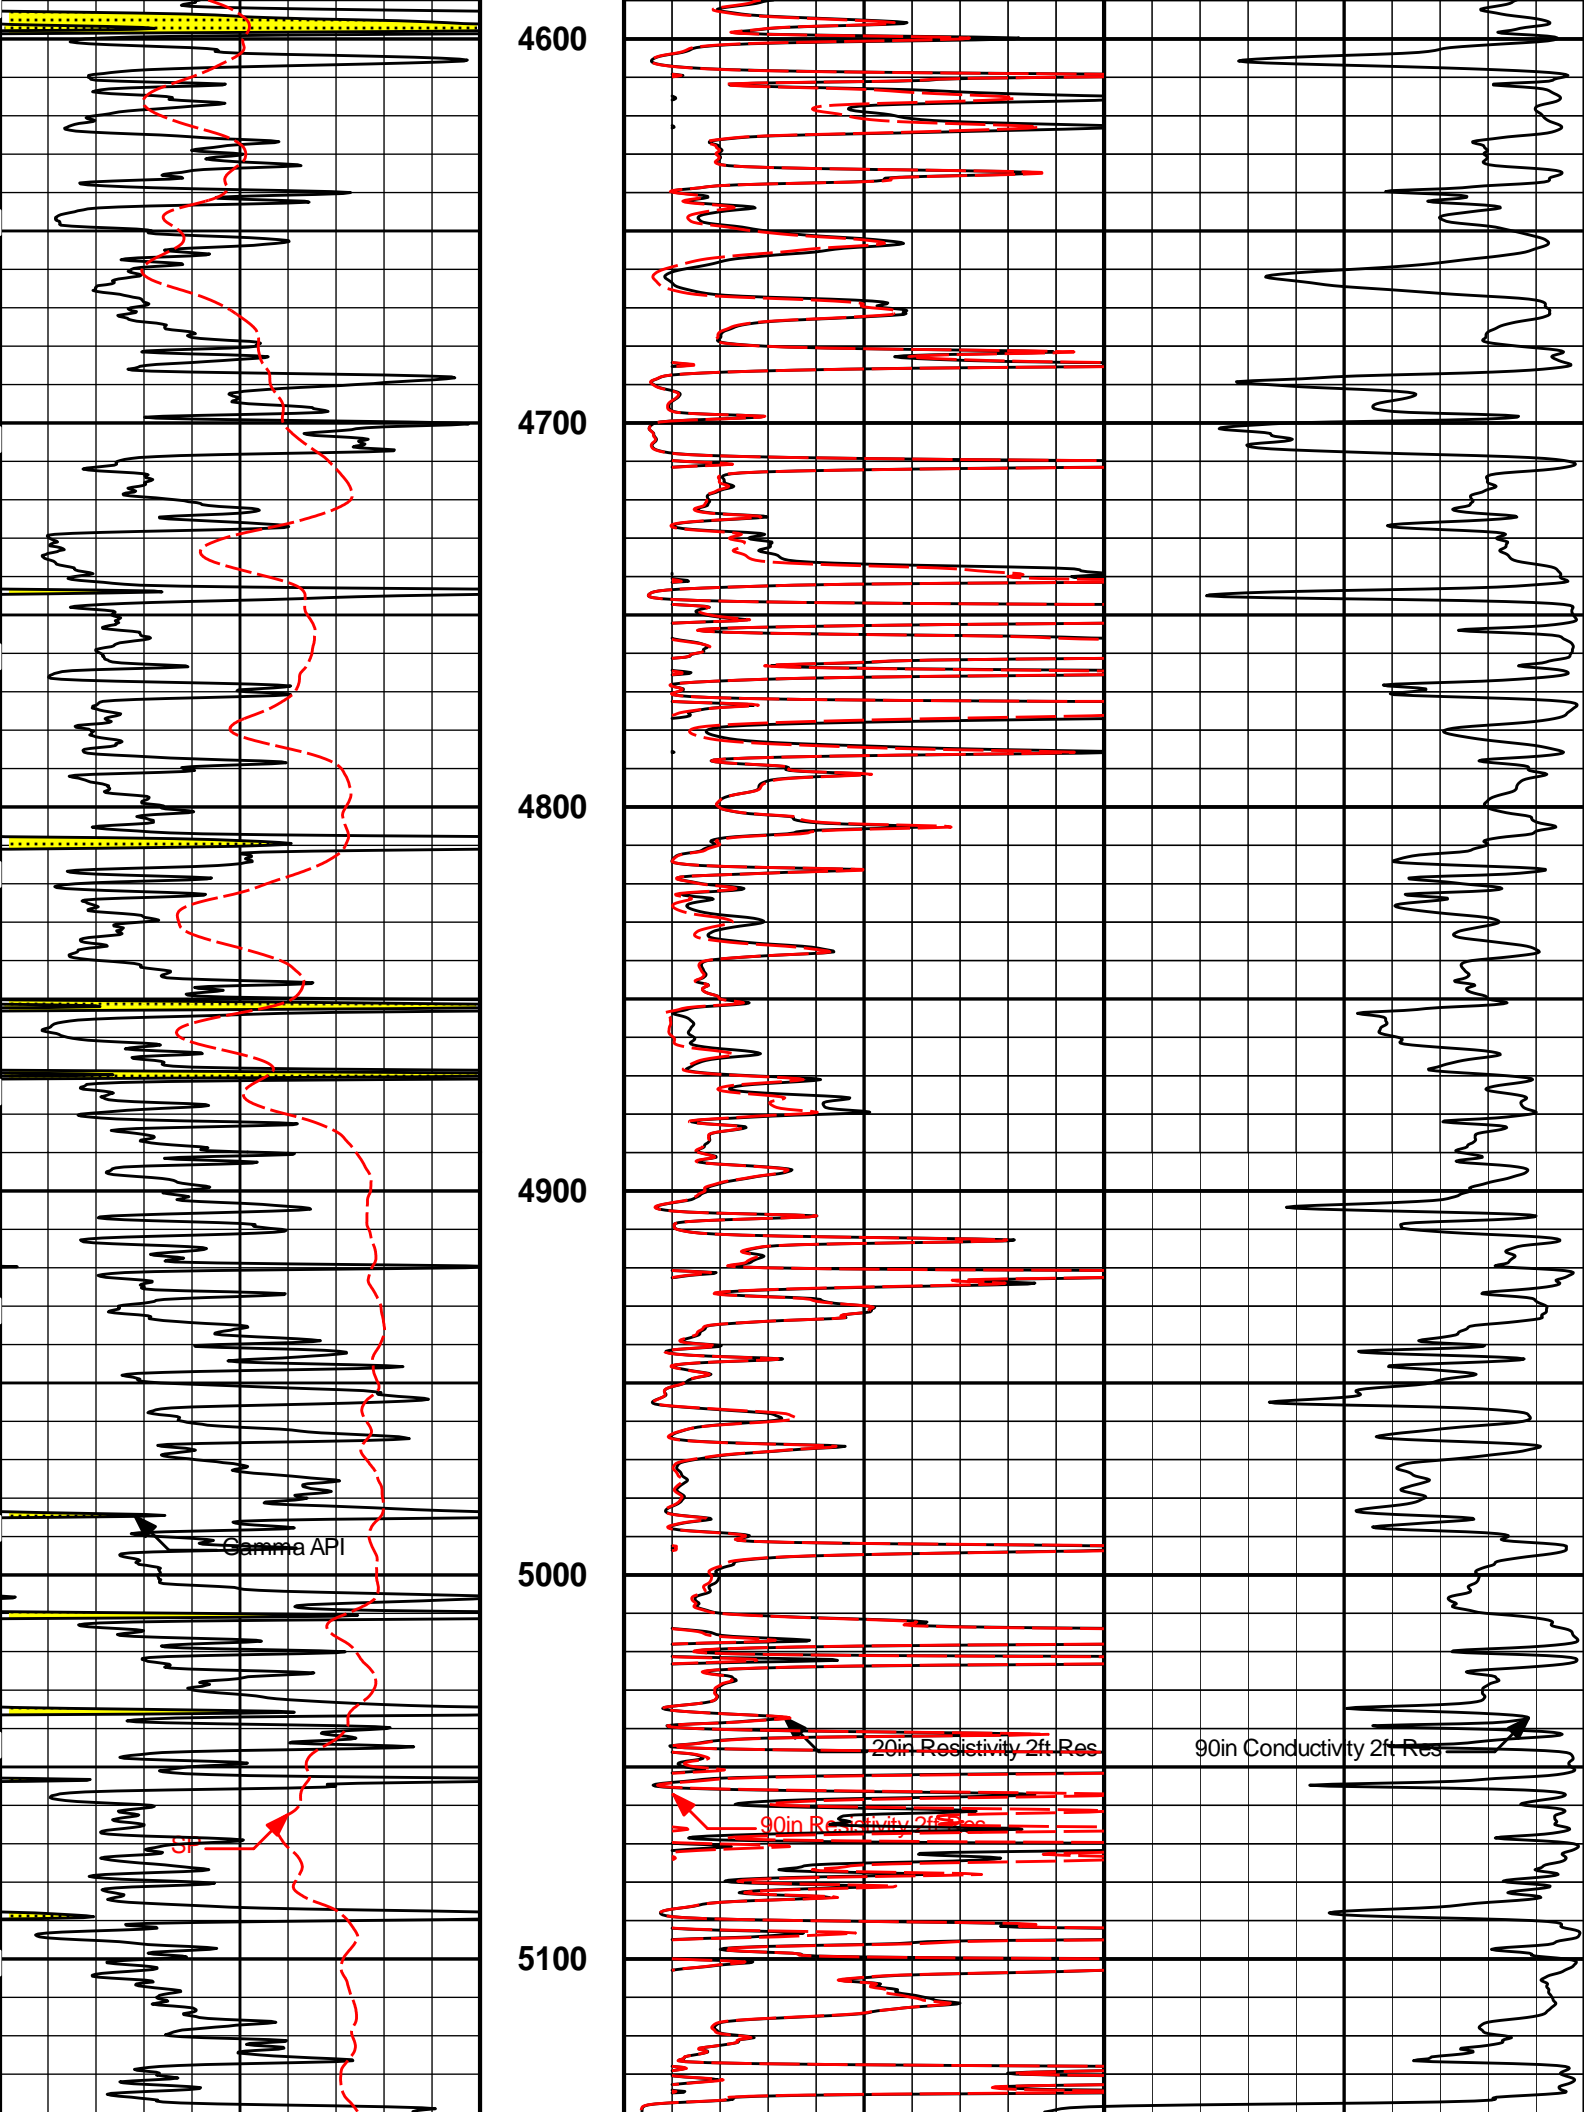 4600
4700
4800
4900
Gamma API
5000
20in Resistivity 2ft Res
90in Conductivity 2ft Res
90in Resistivity 2ft Res
SP
5100